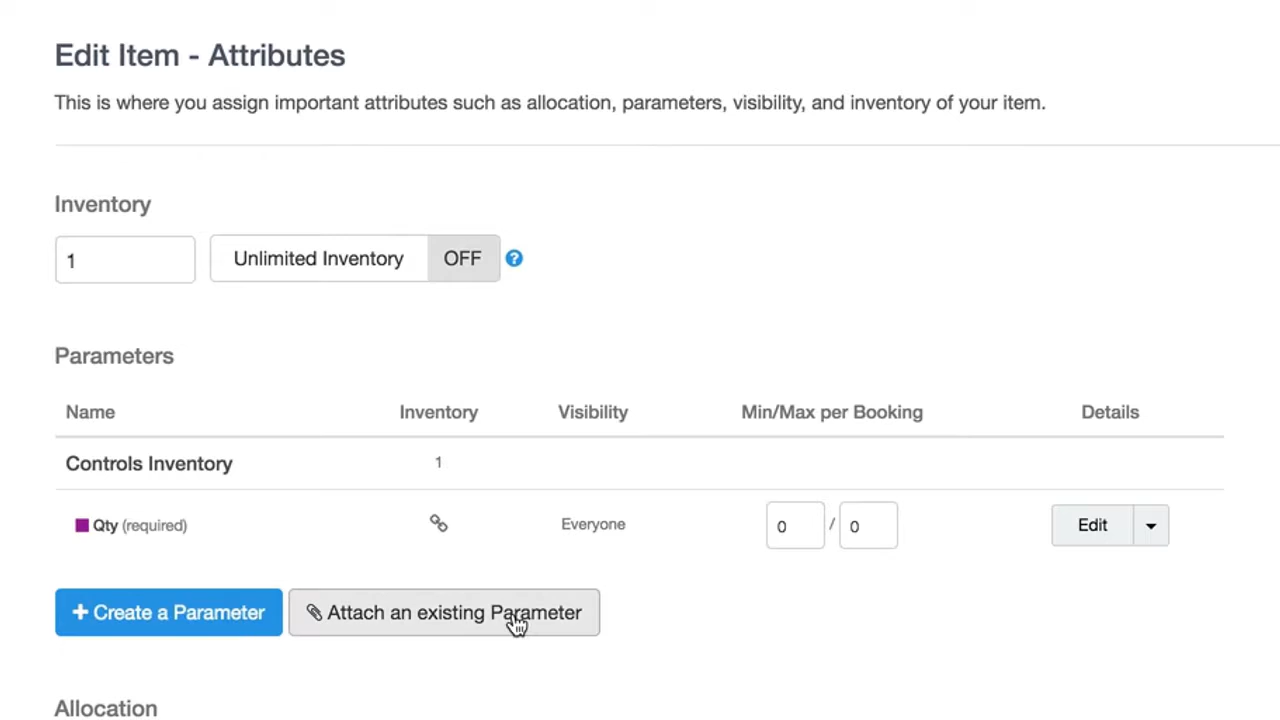 Edit Item - Attributes
This is where you assign important attributes such as allocation, parameters, visibility, and inventory of your item.
Inventory
1 Unlimited Inventory OFF ?
Parameters
Name Inventory Visibility Min/Max per Booking Details
Controls Inventory 1
Qty (required) Everyone 0 / 0 Edit
+ Create a Parameter Attach an existing Parameter
Allocation